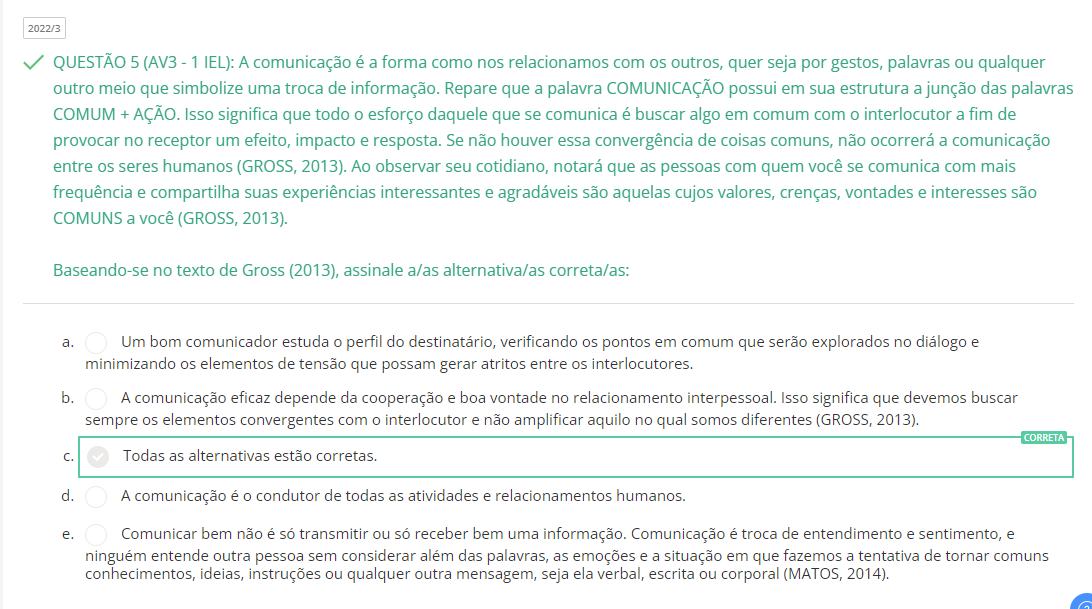 2022/3
QUESTÃO 5 (AV3 - 1 IEL): A comunicação é a forma como nos relacionamos com os outros, quer seja por gestos, palavras ou qualquer
outro meio que simbolize uma troca de informação. Repare que a palavra COMUNICAÇÃO possui em sua estrutura a junção das palavras
COMUM + AÇÃO. Isso significa que todo o esforço daquele que se comunica é buscar algo em comum com o interlocutor a fim de
provocar no receptor um efeito, impacto e resposta. Se não houver essa convergência de coisas comuns, não ocorrerá a comunicação
entre os seres humanos (GROSS, 2013). Ao observar seu cotidiano, notará que as pessoas com quem você se comunica com mais
frequência e compartilha suas experiências interessantes e agradáveis são aquelas cujos valores, crenças, vontades e interesses são
COMUNS a você (GROSS, 2013).
Baseando-se no texto de Gross (2013), assinale a/as alternativa/as correta/as:
a. Um bom comunicador estuda o perfil do destinatário, verificando os pontos em comum que serão explorados no diálogo e
minimizando os elementos de tensão que possam gerar atritos entre os interlocutores.
b. A comunicação eficaz depende da cooperação e boa vontade no relacionamento interpessoal. Isso significa que devemos buscar
sempre os elementos convergentes com o interlocutor e não amplificar aquilo no qual somos diferentes (GROSS, 2013).
CORRETA
c. Todas as alternativas estão corretas.
d. A comunicação é o condutor de todas as atividades e relacionamentos humanos.
e. Comunicar bem não é só transmitir ou só receber bem uma informação. Comunicação é troca de entendimento e sentimento, e
ninguém entende outra pessoa sem considerar além das palavras, as emoções e a situação em que fazemos a tentativa de tornar comuns
conhecimentos, ideias, instruções ou qualquer outra mensagem, seja ela verbal, escrita ou corporal (MATOS, 2014).